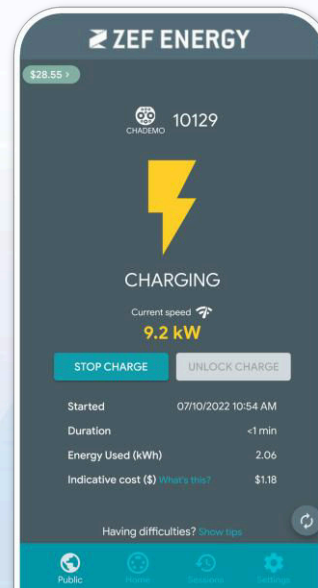 ZEF ENERGY
$28.55 >
CHADEMO 10129
CHARGING
Current speed
9.2 kW
STOP CHARGE UNLOCK CHARGE
Started 07/10/2022 10:54 AM
Duration <1 min
Energy Used (kWh) 2.06
Indicative cost ($) What's this? $1.18
Having difficulties? Show tips
Public Home Sessions Settings